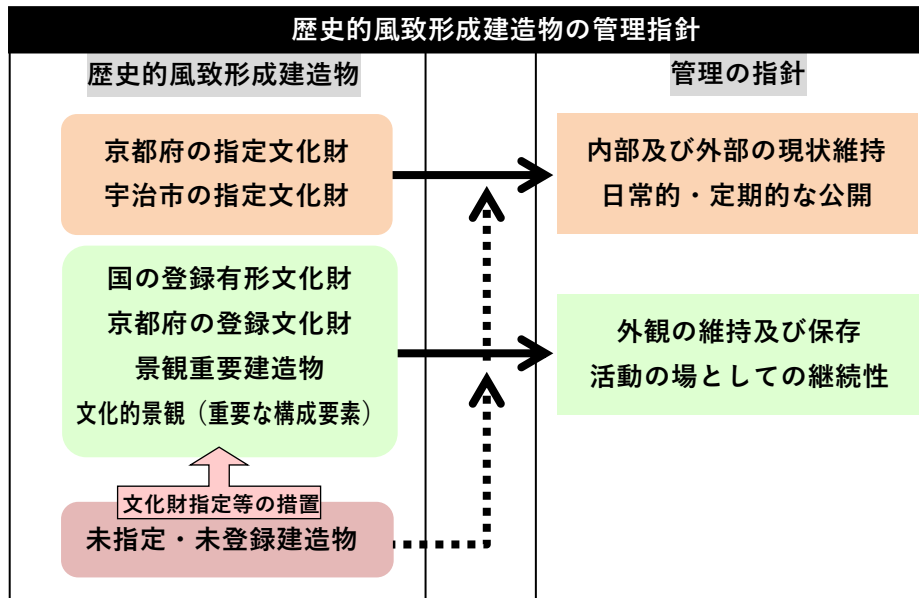 歴史的風致形成建造物の管理指針
歴史的風致形成建造物
管理の指針
京都府の指定文化財
宇治市の指定文化財
内部及び外部の現状維持
日常的・定期的な公開
国の登録有形文化財
京都府の登録文化財
景観重要建造物
文化的景観（重要な構成要素）
外観の維持及び保存
活動の場としての継続性
文化財指定等の措置
未指定・未登録建造物